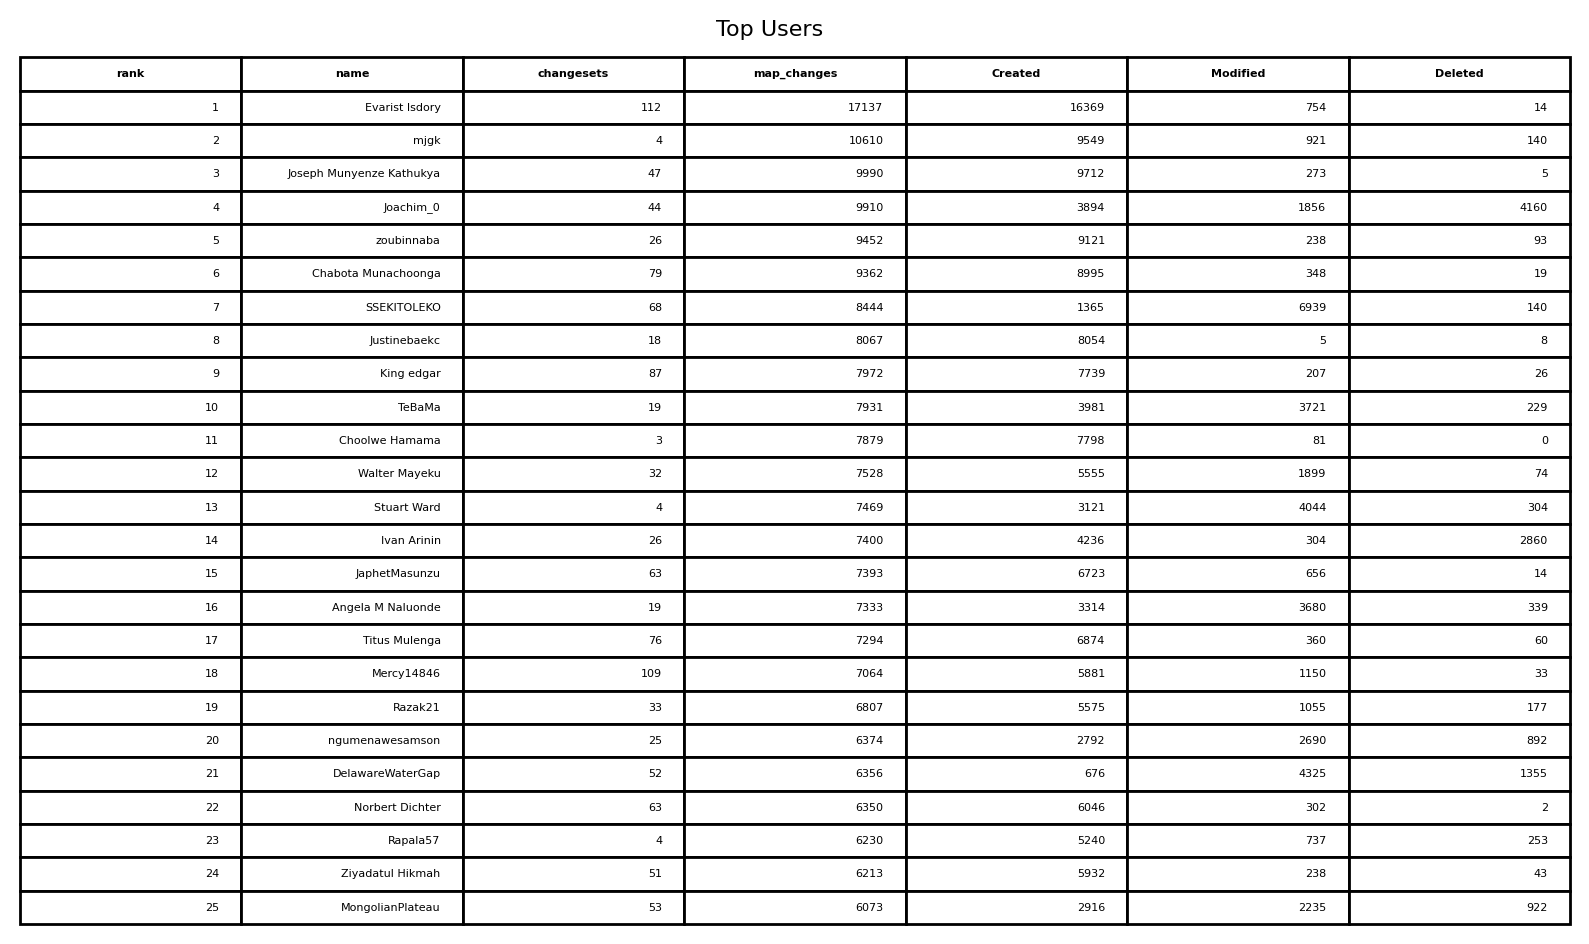 Top Users
rank name changesets map_changes Created Modified Deleted
1 Evarist Isdory 112 17137 16369 754 14
2 mjgk 4 10610 9549 921 140
3 Joseph Munyenze Kathukya 47 9990 9712 273 5
4 Joachim_0 44 9910 3894 1856 4160
5 zoubinnaba 26 9452 9121 238 93
6 Chabota Munachoonga 79 9362 8995 348 19
7 SSEKITOLEKO 68 8444 1365 6939 140
8 Justinebaekc 18 8067 8054 5 8
9 King edgar 87 7972 7739 207 26
10 TeBaMa 19 7931 3981 3721 229
11 Choolwe Hamama 3 7879 7798 81 0
12 Walter Mayeku 32 7528 5555 1899 74
13 Stuart Ward 4 7469 3121 4044 304
14 Ivan Arinin 26 7400 4236 304 2860
15 JaphetMasunzu 63 7393 6723 656 14
16 Angela M Naluonde 19 7333 3314 3680 339
17 Titus Mulenga 76 7294 6874 360 60
18 Mercy14846 109 7064 5881 1150 33
19 Razak21 33 6807 5575 1055 177
20 ngumenawesamson 25 6374 2792 2690 892
21 DelawareWaterGap 52 6356 676 4325 1355
22 Norbert Dichter 63 6350 6046 302 2
23 Rapala57 4 6230 5240 737 253
24 Ziyadatul Hikmah 51 6213 5932 238 43
25 MongolianPlateau 53 6073 2916 2235 922